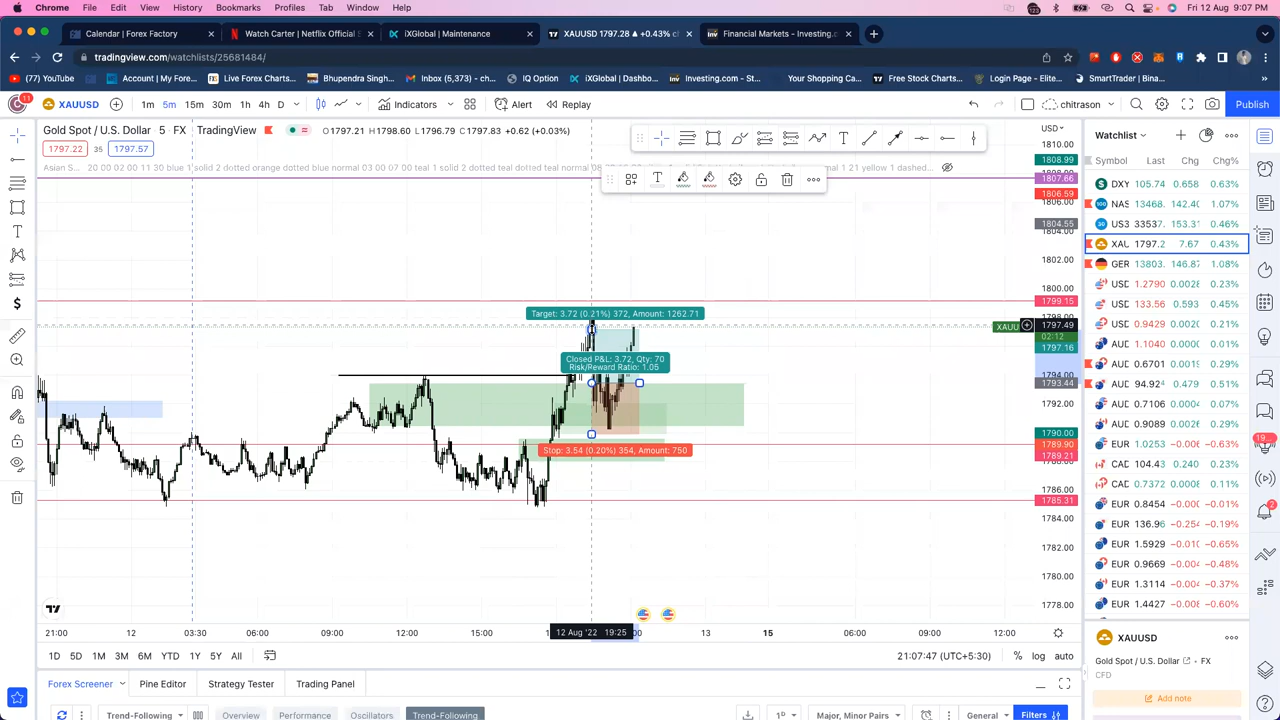 Chrome File Edit View History Bookmarks Profiles Tab Window Help Fri 12 Aug 9:07 PM
Calendar | Forex Factory × Watch Carter | Netflix Official S × iXGlobal | Maintenance × XAUUSD 1797.28 ▲ +0.43% ch × Financial Markets - Investing.c ×
tradingview.com/watchlists/25681484/
(77) YouTube Account | My Fore... Live Forex Charts... Bhupendra Singh... Inbox (5,373) - ch... IQ Option iXGlobal | Dashbo... Investing.com - St... Your Shopping Ca... Free Stock Charts... Login Page - Elite... SmartTrader | Bina...
11 XAUUSD 1m 5m 15m 30m 1h 4h D Indicators Alert Replay chitrason Publish
Gold Spot / U.S. Dollar • 5 • FX TradingView O1797.21 H1798.60 L1796.79 C1797.83 +0.62 (+0.03%)
1797.22 35 1797.57
USD
Watchlist
Symbol Last Chg Chg%
DXY 105.74 0.658 0.63%
NAS 13468. 142.4 1.07%
US3 33537. 153.3 0.46%
XAU 1797.2 7.67 0.43%
GER 13803. 146.87 1.08%
USD 1.2790 0.0028 0.23%
USD 133.56 0.593 0.45%
USD 0.9429 0.0020 0.21%
AUD 1.1040 0.0011 0.10%
AUD 0.6701 0.0019 0.29%
AUD 94.924 0.479 0.51%
AUD 0.7106 0.0007 0.10%
AUD 0.9089 0.0021 0.23%
EUR 1.0253 -0.006 -0.63%
CAD 104.43 0.240 0.23%
CAD 0.7372 0.0008 0.11%
EUR 0.8454 -0.000 -0.01%
EUR 136.96 -0.254 -0.19%
EUR 1.5929 -0.010 -0.05%
EUR 0.9669 -0.004 -0.48%
EUR 1.3114 -0.004 -0.37%
EUR 1.4427 -0.008 -0.60%
1810.00
1808.99
1807.66
1806.59
1804.55
1802.00
1800.00
1799.15
XAU 1797.49
02:12
1797.16
1794.00
1793.44
1792.00
1790.00
1789.90
1789.21
1786.00
1785.31
1784.00
1782.00
1780.00
1778.00
Target: 3.72 (0.21%) 372, Amount: 1262.71
Closed P&L: 3.72, Qty: 70
Risk/Reward Ratio: 1.05
Stop: 3.54 (0.20%) 354, Amount: 750
21:00 12 03:30 06:00 09:00 12:00 15:00 12 Aug '22 19:25 13 15 06:00 09:00 12:00
1D 5D 1M 3M 6M YTD 1Y 5Y All 21:07:47 (UTC+5:30) % log auto
XAUUSD
Gold Spot / U.S. Dollar • FX
CFD
Add note
Forex Screener Pine Editor Strategy Tester Trading Panel
Trend-Following Overview Performance Oscillators Trend-Following 1D Major, Minor Pairs General Filters